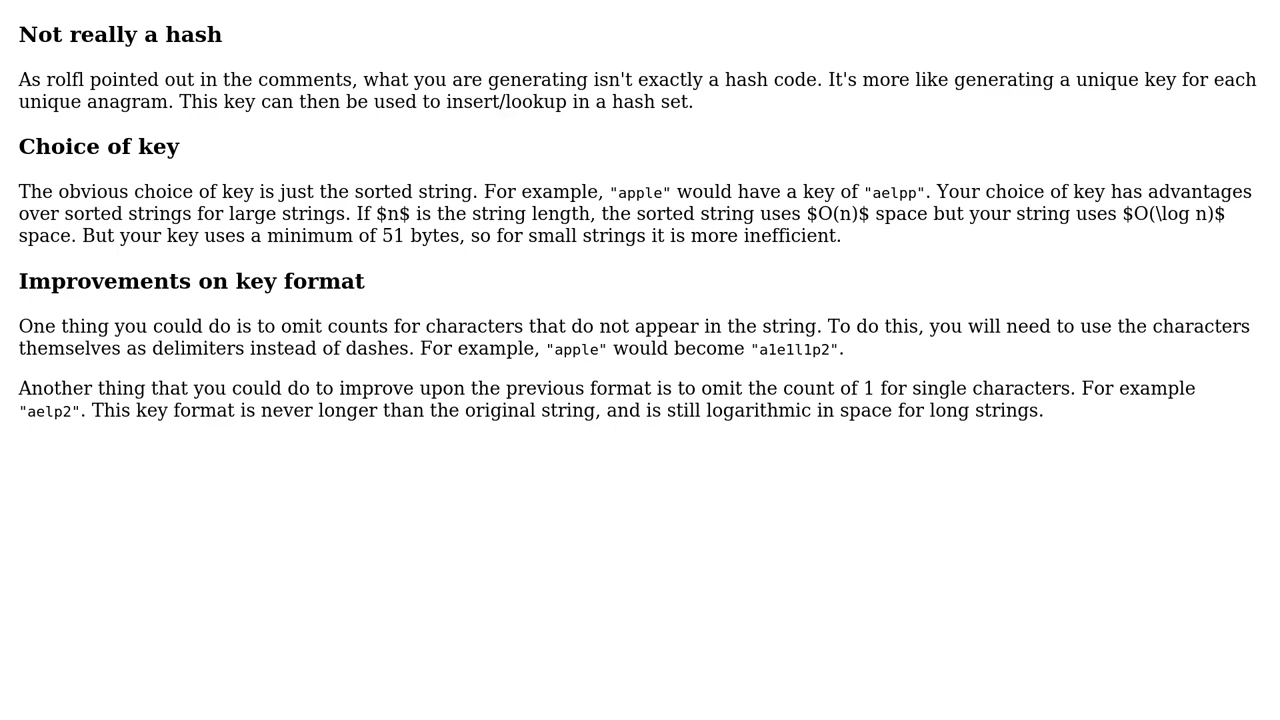 Not really a hash
As rolfl pointed out in the comments, what you are generating isn't exactly a hash code. It's more like generating a unique key for each
unique anagram. This key can then be used to insert/lookup in a hash set.
Choice of key
The obvious choice of key is just the sorted string. For example, "apple" would have a key of "aelpp". Your choice of key has advantages
over sorted strings for large strings. If $n$ is the string length, the sorted string uses $O(n)$ space but your string uses $O(\log n)$
space. But your key uses a minimum of 51 bytes, so for small strings it is more inefficient.
Improvements on key format
One thing you could do is to omit counts for characters that do not appear in the string. To do this, you will need to use the characters
themselves as delimiters instead of dashes. For example, "apple" would become "a1e1l1p2".
Another thing that you could do to improve upon the previous format is to omit the count of 1 for single characters. For example
"aelp2". This key format is never longer than the original string, and is still logarithmic in space for long strings.